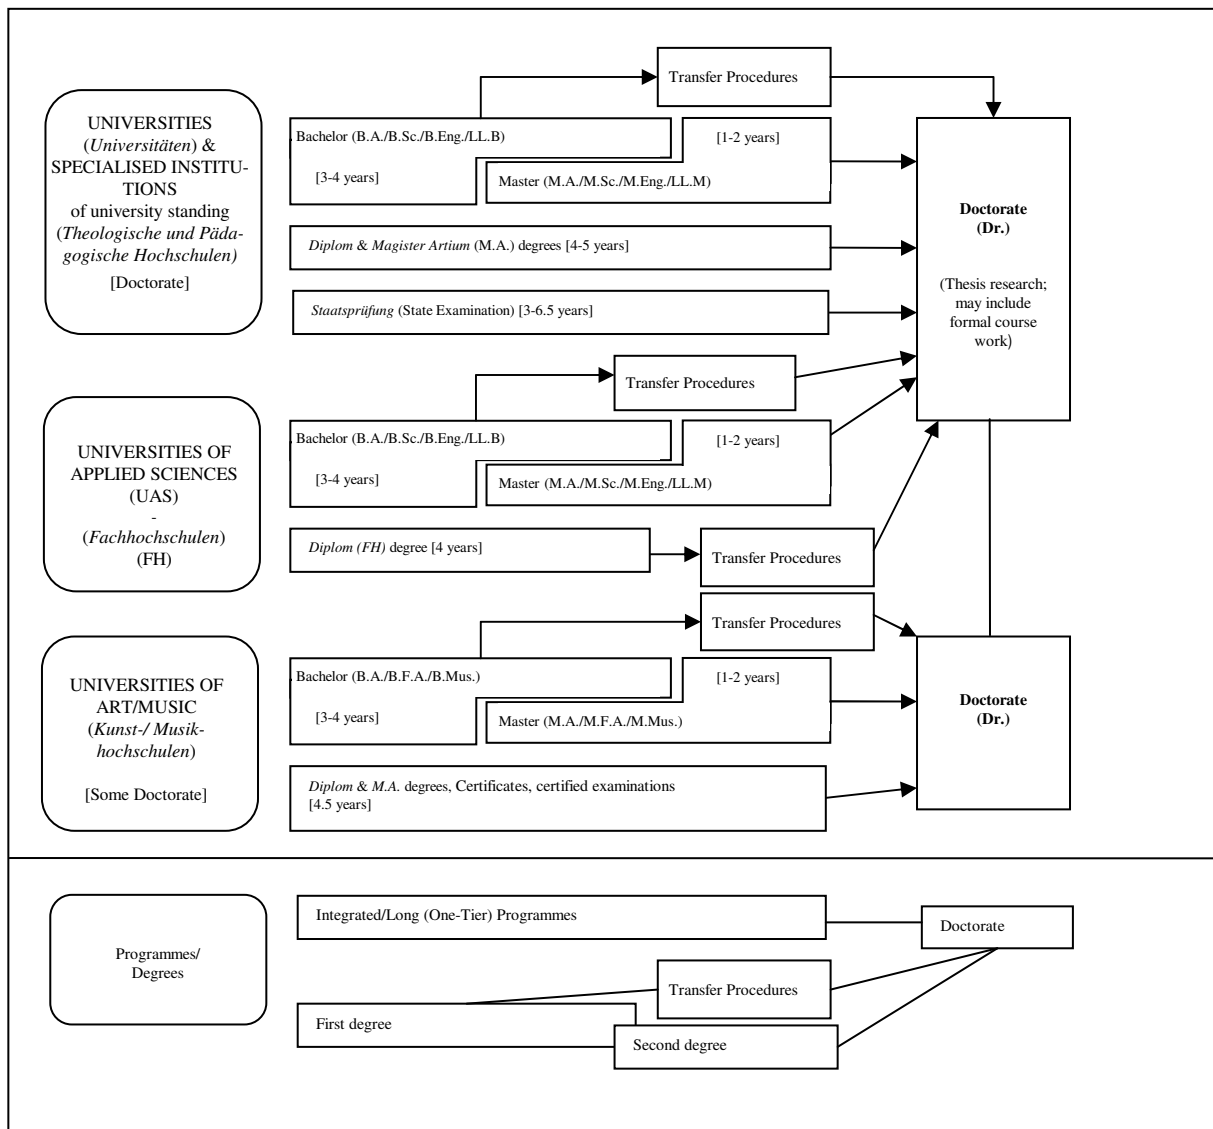 Transfer Procedures
UNIVERSITIES
(Universitäten) &
SPECIALISED INSTITU-
TIONS
of university standing
(Theologische und Päda-
gogische Hochschulen)
[Doctorate]
Bachelor (B.A./B.Sc./B.Eng./LL.B)
[3-4 years]
[1-2 years]
Master (M.A./M.Sc./M.Eng./LL.M)
Diplom & Magister Artium (M.A.) degrees [4-5 years]
Staatsprüfung (State Examination) [3-6.5 years]
Doctorate
(Dr.)
(Thesis research;
may include
formal course
work)
Transfer Procedures
UNIVERSITIES OF
APPLIED SCIENCES
(UAS)
-
(Fachhochschulen)
(FH)
Bachelor (B.A./B.Sc./B.Eng./LL.B)
[3-4 years]
[1-2 years]
Master (M.A./M.Sc./M.Eng./LL.M)
Diplom (FH) degree [4 years]
Transfer Procedures
Transfer Procedures
UNIVERSITIES OF
ART/MUSIC
(Kunst-/ Musik-
hochschulen)
[Some Doctorate]
Bachelor (B.A./B.F.A./B.Mus.)
[3-4 years]
[1-2 years]
Master (M.A./M.F.A./M.Mus.)
Diplom & M.A. degrees, Certificates, certified examinations
[4.5 years]
Doctorate
(Dr.)
Programmes/
Degrees
Integrated/Long (One-Tier) Programmes
Doctorate
Transfer Procedures
First degree
Second degree